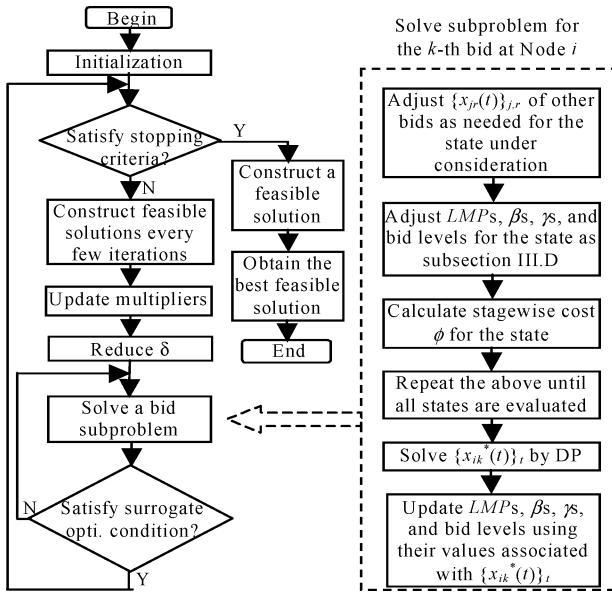 Begin
Initialization
Satisfy stopping
criteria?
Y
N
Construct feasible
solutions every
few iterations
Update multipliers
Reduce δ
Solve a bid
subproblem
Satisfy surrogate
opti. condition?
N
Y
Construct a
feasible
solution
Obtain the
best feasible
solution
End
Solve subproblem for
the k-th bid at Node i
Adjust {x_jr(t)}_j,r of other
bids as needed for the
state under
consideration
Adjust LMPs, βs, γs, and
bid levels for the state as
subsection III.D
Calculate stagewise cost
ϕ for the state
Repeat the above until
all states are evaluated
Solve {x_ik*(t)}_t by DP
Update LMPs, βs, γs,
and bid levels using
their values associated
with {x_ik*(t)}_t